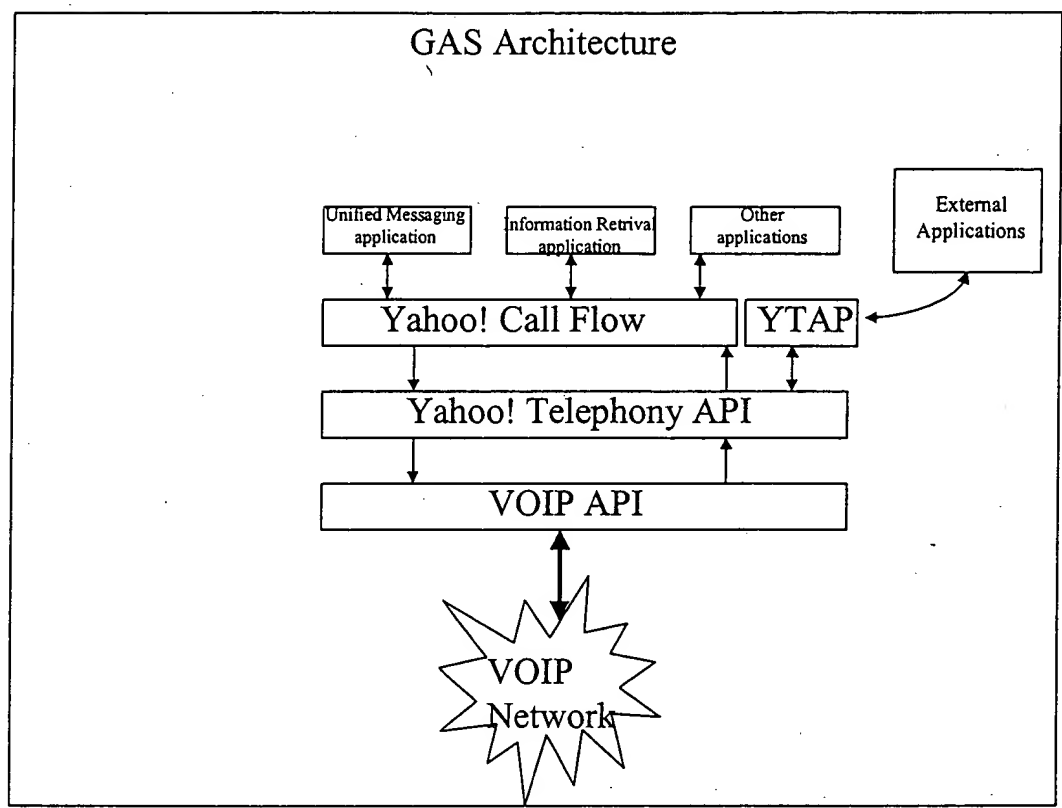 GAS Architecture
Unified Messaging
application
Information Retrival
application
Other
applications
External
Applications
Yahoo! Call Flow
YTAP
Yahoo! Telephony API
VOIP API
VOIP
Network